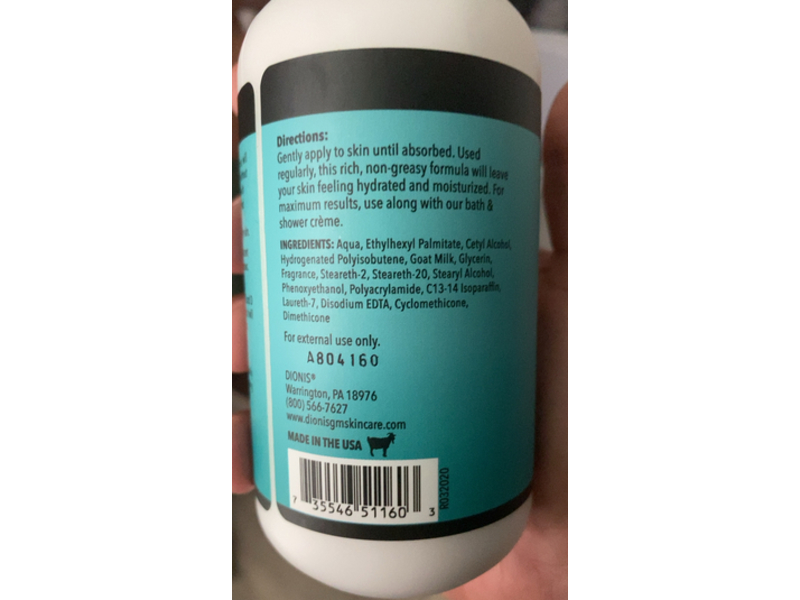 Directions:
Gently apply to skin until absorbed. Used
regularly, this rich, non-greasy formula will leave
your skin feeling hydrated and moisturized. For
maximum results, use along with our bath &
shower crème.
INGREDIENTS: Aqua, Ethylhexyl Palmitate, Cetyl Alcohol,
Hydrogenated Polyisobutene, Goat Milk, Glycerin,
Fragrance, Steareth-2, Steareth-20, Stearyl Alcohol,
Phenoxyethanol, Polyacrylamide, C13-14 Isoparaffin,
Laureth-7, Disodium EDTA, Cyclomethicone,
Dimethicone
For external use only.
A804160
DIONIS®
Warrington, PA 18976
(800) 566-7627
www.dionisgmskincare.com
MADE IN THE USA
7 35546 51160 3
R032020